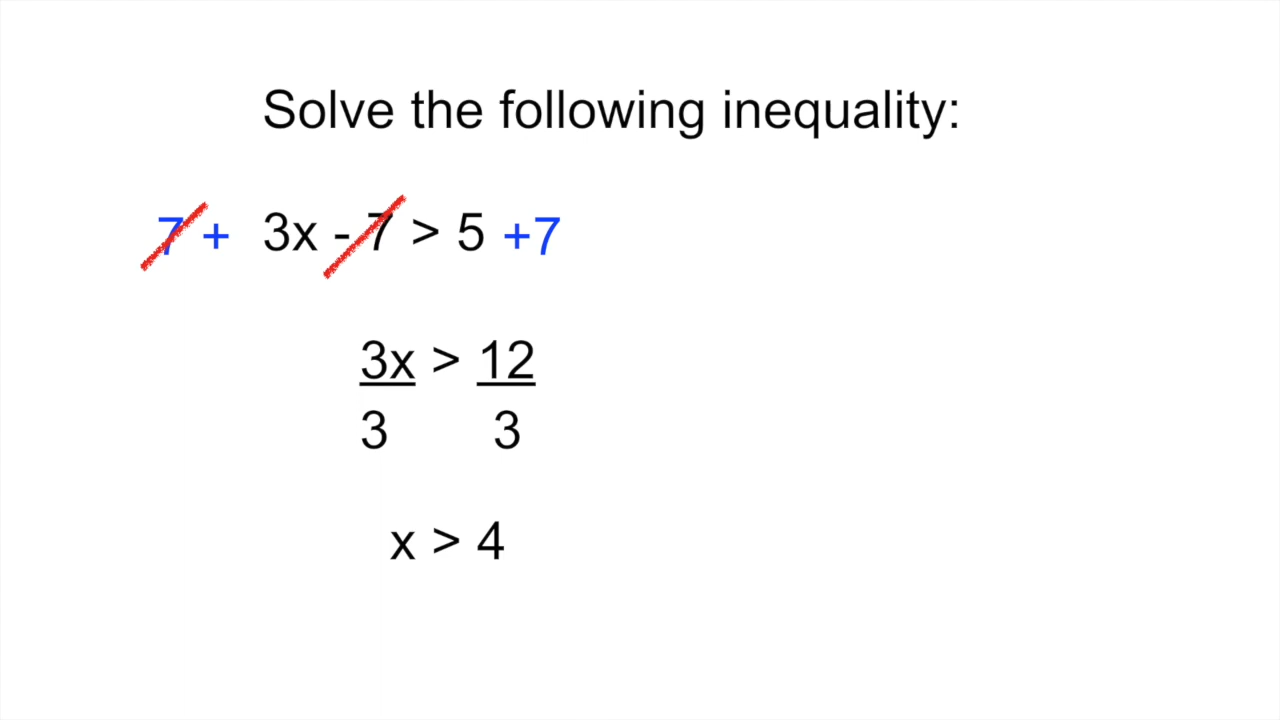 Solve the following inequality:
7 + 3x - 7 > 5 +7
3x > 12
3 3
x > 4